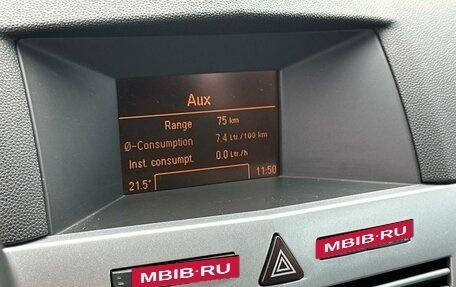 Aux
Range 75 km
Ø-Consumption 7.4 Ltr./100 km
Inst. consumpt. 0.0 Ltr./h
21.5° 11:50
MBIB-RU
MBIB-RU